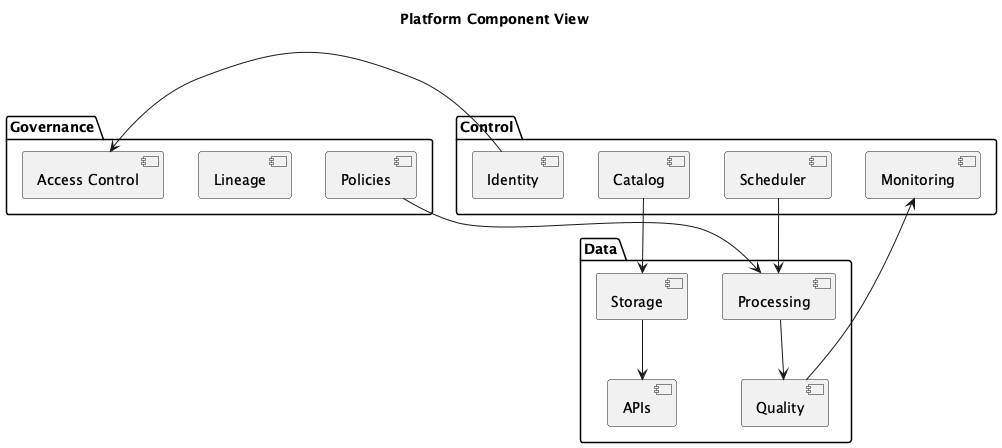 Platform Component View
Governance
Control
Access Control
Lineage
Policies
Identity
Catalog
Scheduler
Monitoring
Data
Storage
Processing
APIs
Quality